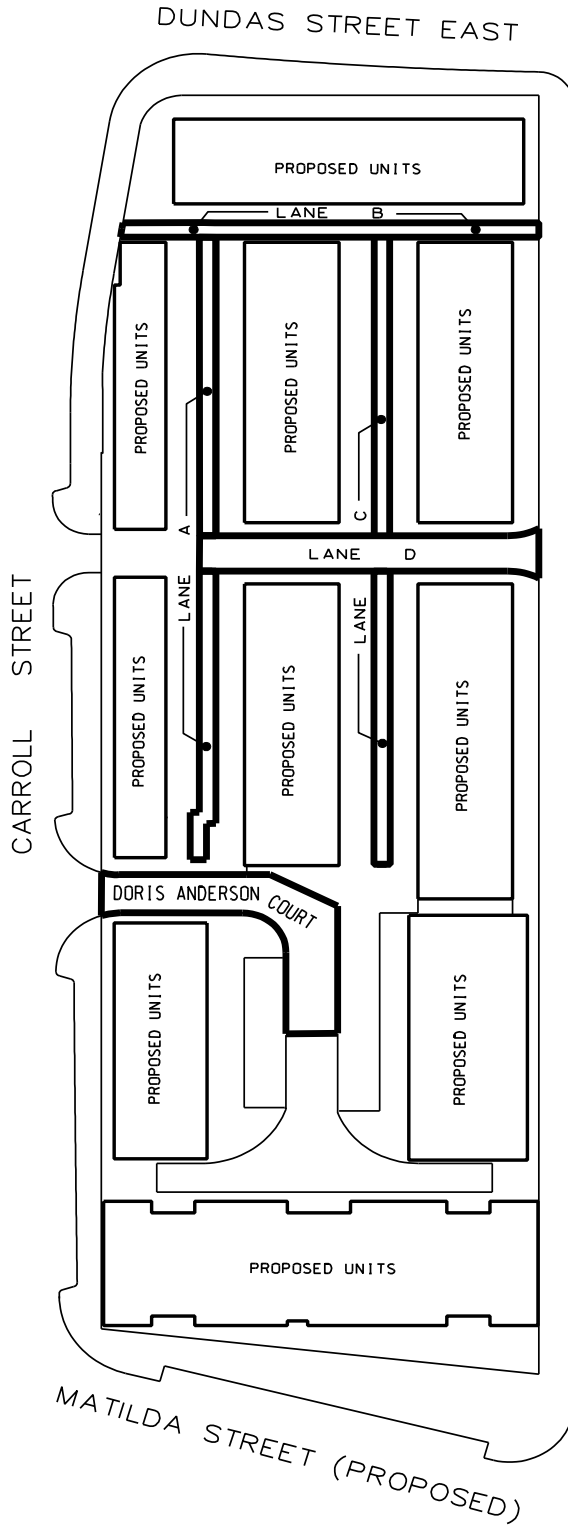 DUNDAS STREET EAST
PROPOSED UNITS
LANE B
PROPOSED UNITS
PROPOSED UNITS
PROPOSED UNITS
LANE A
LANE C
LANE D
CARROLL STREET
PROPOSED UNITS
PROPOSED UNITS
PROPOSED UNITS
DORIS ANDERSON COURT
PROPOSED UNITS
PROPOSED UNITS
PROPOSED UNITS
MATILDA STREET (PROPOSED)